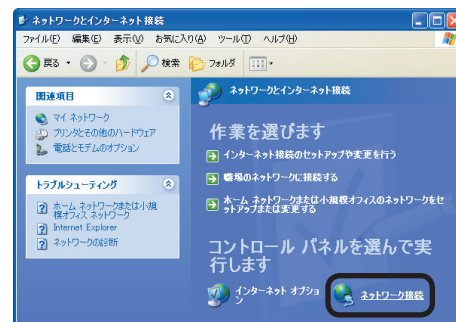 ネットワークとインターネット接続
ファイル(F) 編集(E) 表示(V) お気に入り(A) ツール(T) ヘルプ(H)
戻る 検索 フォルダ
関連項目
マイ ネットワーク
プリンタとその他のハードウェア
電話とモデムのオプション
トラブルシューティング
ホーム ネットワークまたは小規
模オフィス ネットワーク
Internet Explorer
ネットワークの診断
ネットワークとインターネット接続
作業を選びます
インターネット接続のセットアップや変更を行う
職場のネットワークに接続する
ホーム ネットワークまたは小規模オフィスのネットワークをセ
ットアップまたは変更する
コントロール パネルを選んで実
行します
インターネット オプショ
ン
ネットワーク接続